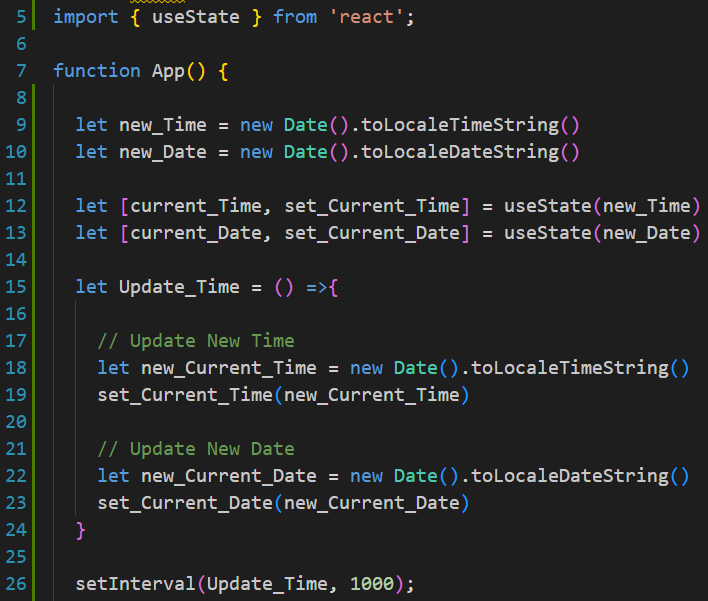 5 import { useState } from 'react';
6
7 function App() {
8
9 let new_Time = new Date().toLocaleTimeString()
10 let new_Date = new Date().toLocaleDateString()
11
12 let [current_Time, set_Current_Time] = useState(new_Time)
13 let [current_Date, set_Current_Date] = useState(new_Date)
14
15 let Update_Time = () =>{
16
17 // Update New Time
18 let new_Current_Time = new Date().toLocaleTimeString()
19 set_Current_Time(new_Current_Time)
20
21 // Update New Date
22 let new_Current_Date = new Date().toLocaleDateString()
23 set_Current_Date(new_Current_Date)
24 }
25
26 setInterval(Update_Time, 1000);